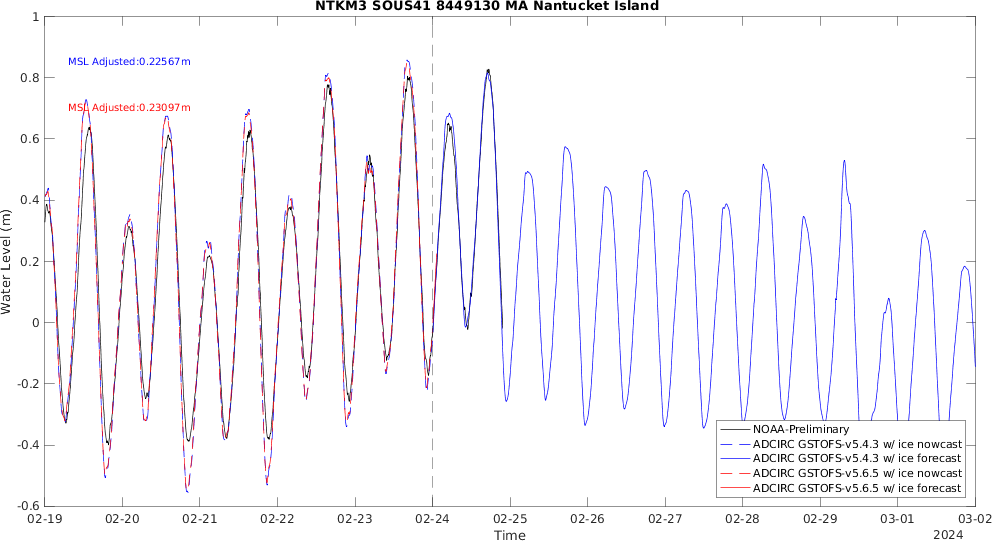 NTKM3 SOUS41 8449130 MA Nantucket Island
1
0.8
0.6
0.4
0.2
0
-0.2
-0.4
-0.6
Water Level (m)
MSL Adjusted:0.22567m
MSL Adjusted:0.23097m
NOAA-Preliminary
ADCIRC GSTOFS-v5.4.3 w/ ice nowcast
ADCIRC GSTOFS-v5.4.3 w/ ice forecast
ADCIRC GSTOFS-v5.6.5 w/ ice nowcast
ADCIRC GSTOFS-v5.6.5 w/ ice forecast
02-19 02-20 02-21 02-22 02-23 02-24 02-25 02-26 02-27 02-28 02-29 03-01 03-02
Time
2024